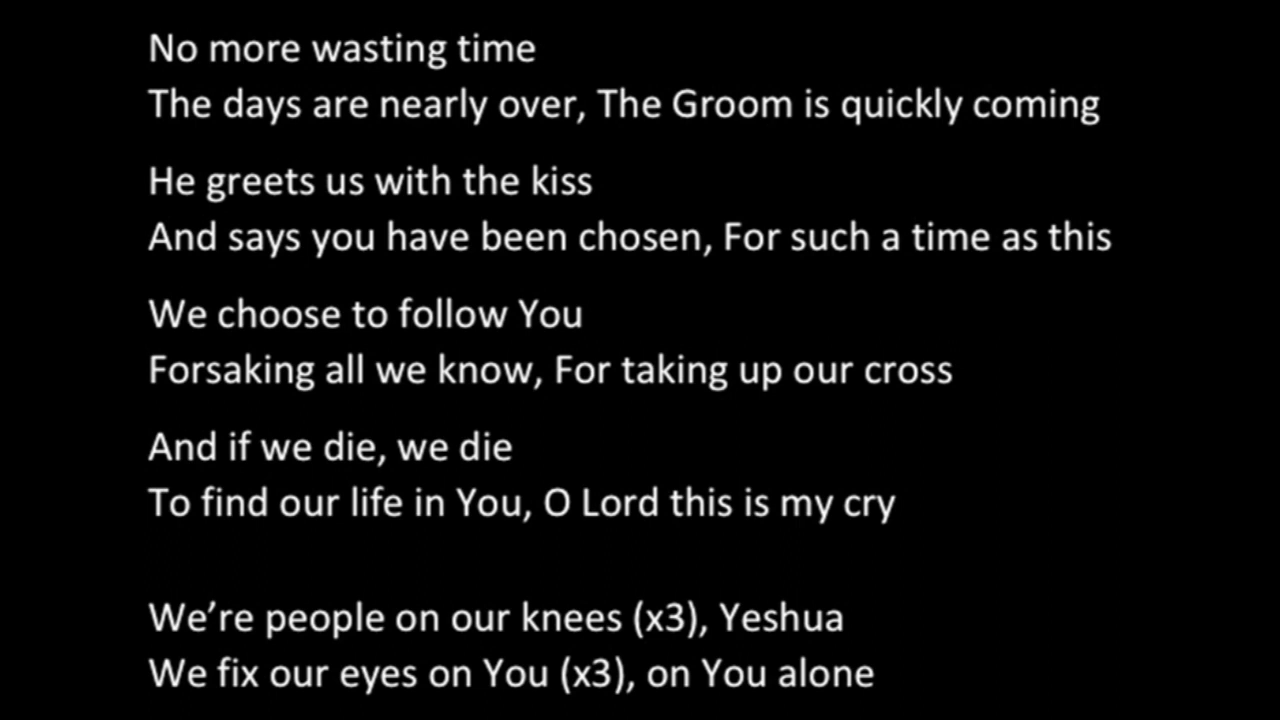 No more wasting time
The days are nearly over, The Groom is quickly coming
He greets us with the kiss
And says you have been chosen, For such a time as this
We choose to follow You
Forsaking all we know, For taking up our cross
And if we die, we die
To find our life in You, O Lord this is my cry
We’re people on our knees (x3), Yeshua
We fix our eyes on You (x3), on You alone